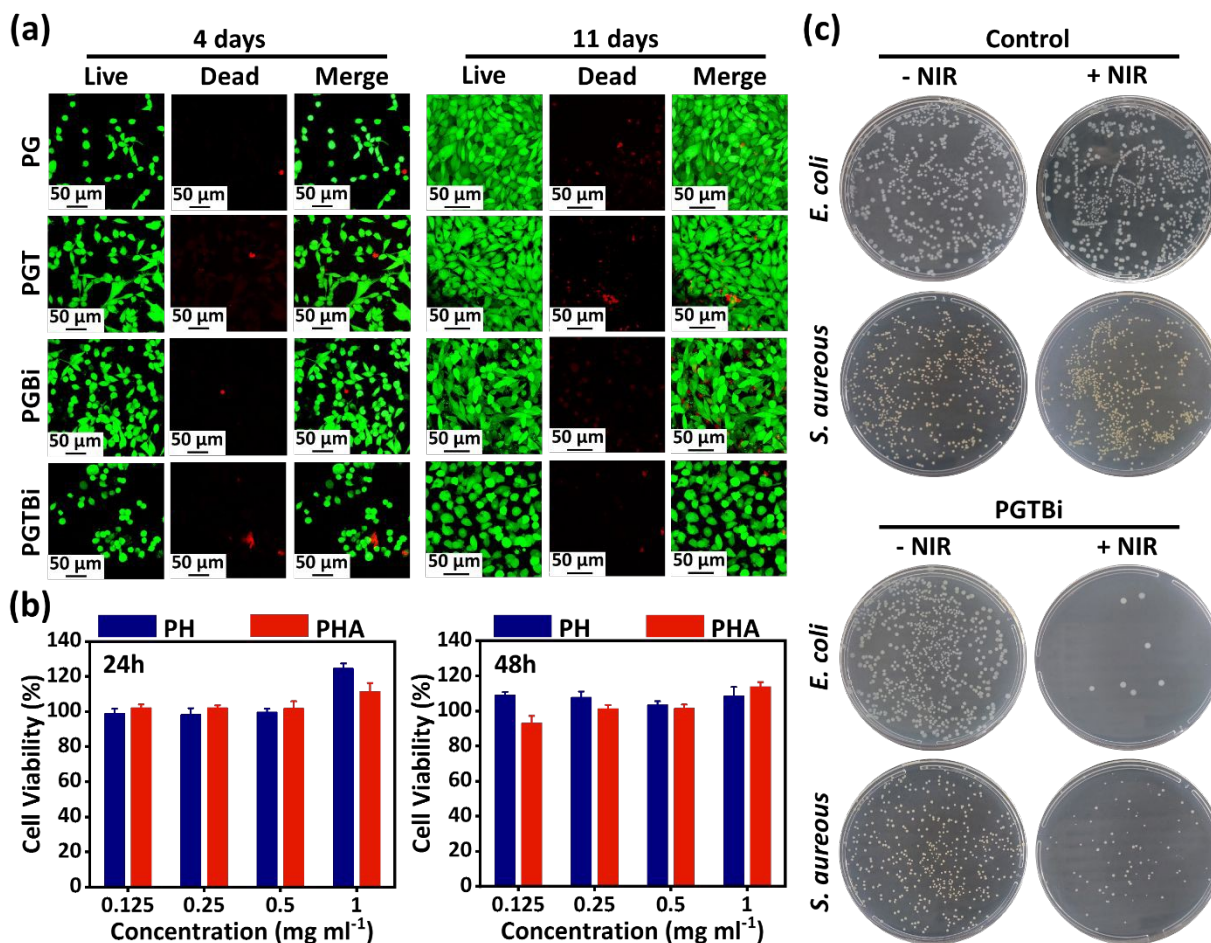 (a)
4 days
11 days
Live Dead Merge
Live Dead Merge
PG
50 µm 50 µm 50 µm 50 µm 50 µm 50 µm
PGT
50 µm 50 µm 50 µm 50 µm 50 µm 50 µm
PGBi
50 µm 50 µm 50 µm 50 µm 50 µm 50 µm
PGTBi
50 µm 50 µm 50 µm 50 µm 50 µm 50 µm
(b)
PH PHA
24h
Cell Viability (%)
140
120
100
80
60
40
20
0
0.125 0.25 0.5 1
Concentration (mg ml-1)
PH PHA
48h
Cell Viability (%)
140
120
100
80
60
40
20
0
0.125 0.25 0.5 1
Concentration (mg ml-1)
(c)
Control
- NIR + NIR
E. coli
S. aureous
PGTBi
- NIR + NIR
E. coli
S. aureous